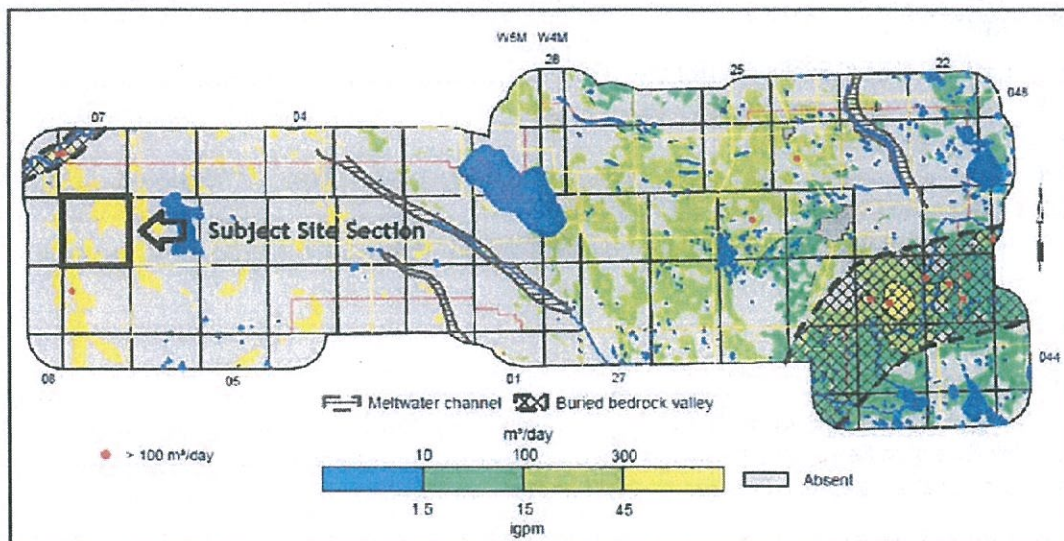 W5M W4M
28
25
22
048
07
04
Subject Site Section
044
08
05
01
27
Meltwater channel
Buried bedrock valley
m³/day
> 100 m³/day
10 100 300
Absent
1.5 15 45
igpm